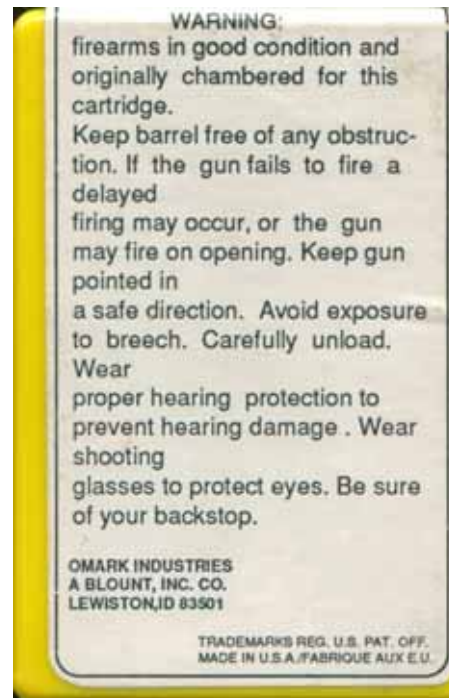 WARNING:
firearms in good condition and
originally chambered for this
cartridge.
Keep barrel free of any obstruc-
tion. If the gun fails to fire a
delayed
firing may occur, or the gun
may fire on opening. Keep gun
pointed in
a safe direction. Avoid exposure
to breech. Carefully unload.
Wear
proper hearing protection to
prevent hearing damage . Wear
shooting
glasses to protect eyes. Be sure
of your backstop.
OMARK INDUSTRIES
A BLOUNT, INC. CO.
LEWISTON,ID 83501
TRADEMARKS REG. U.S. PAT. OFF.
MADE IN U.S.A./FABRIQUE AUX E.U.